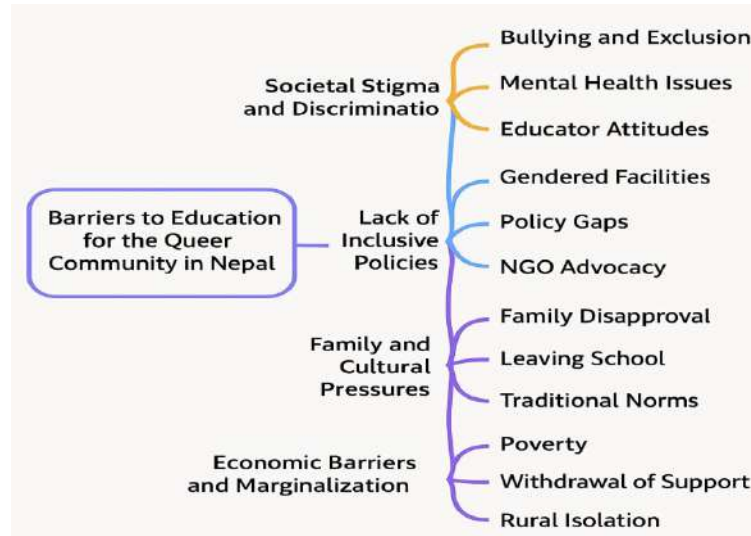 Barriers to Education
for the Queer
Community in Nepal
Societal Stigma
and Discriminatio
Bullying and Exclusion
Mental Health Issues
Educator Attitudes
Lack of
Inclusive
Policies
Gendered Facilities
Policy Gaps
NGO Advocacy
Family and
Cultural
Pressures
Family Disapproval
Leaving School
Traditional Norms
Economic Barriers
and Marginalization
Poverty
Withdrawal of Support
Rural Isolation